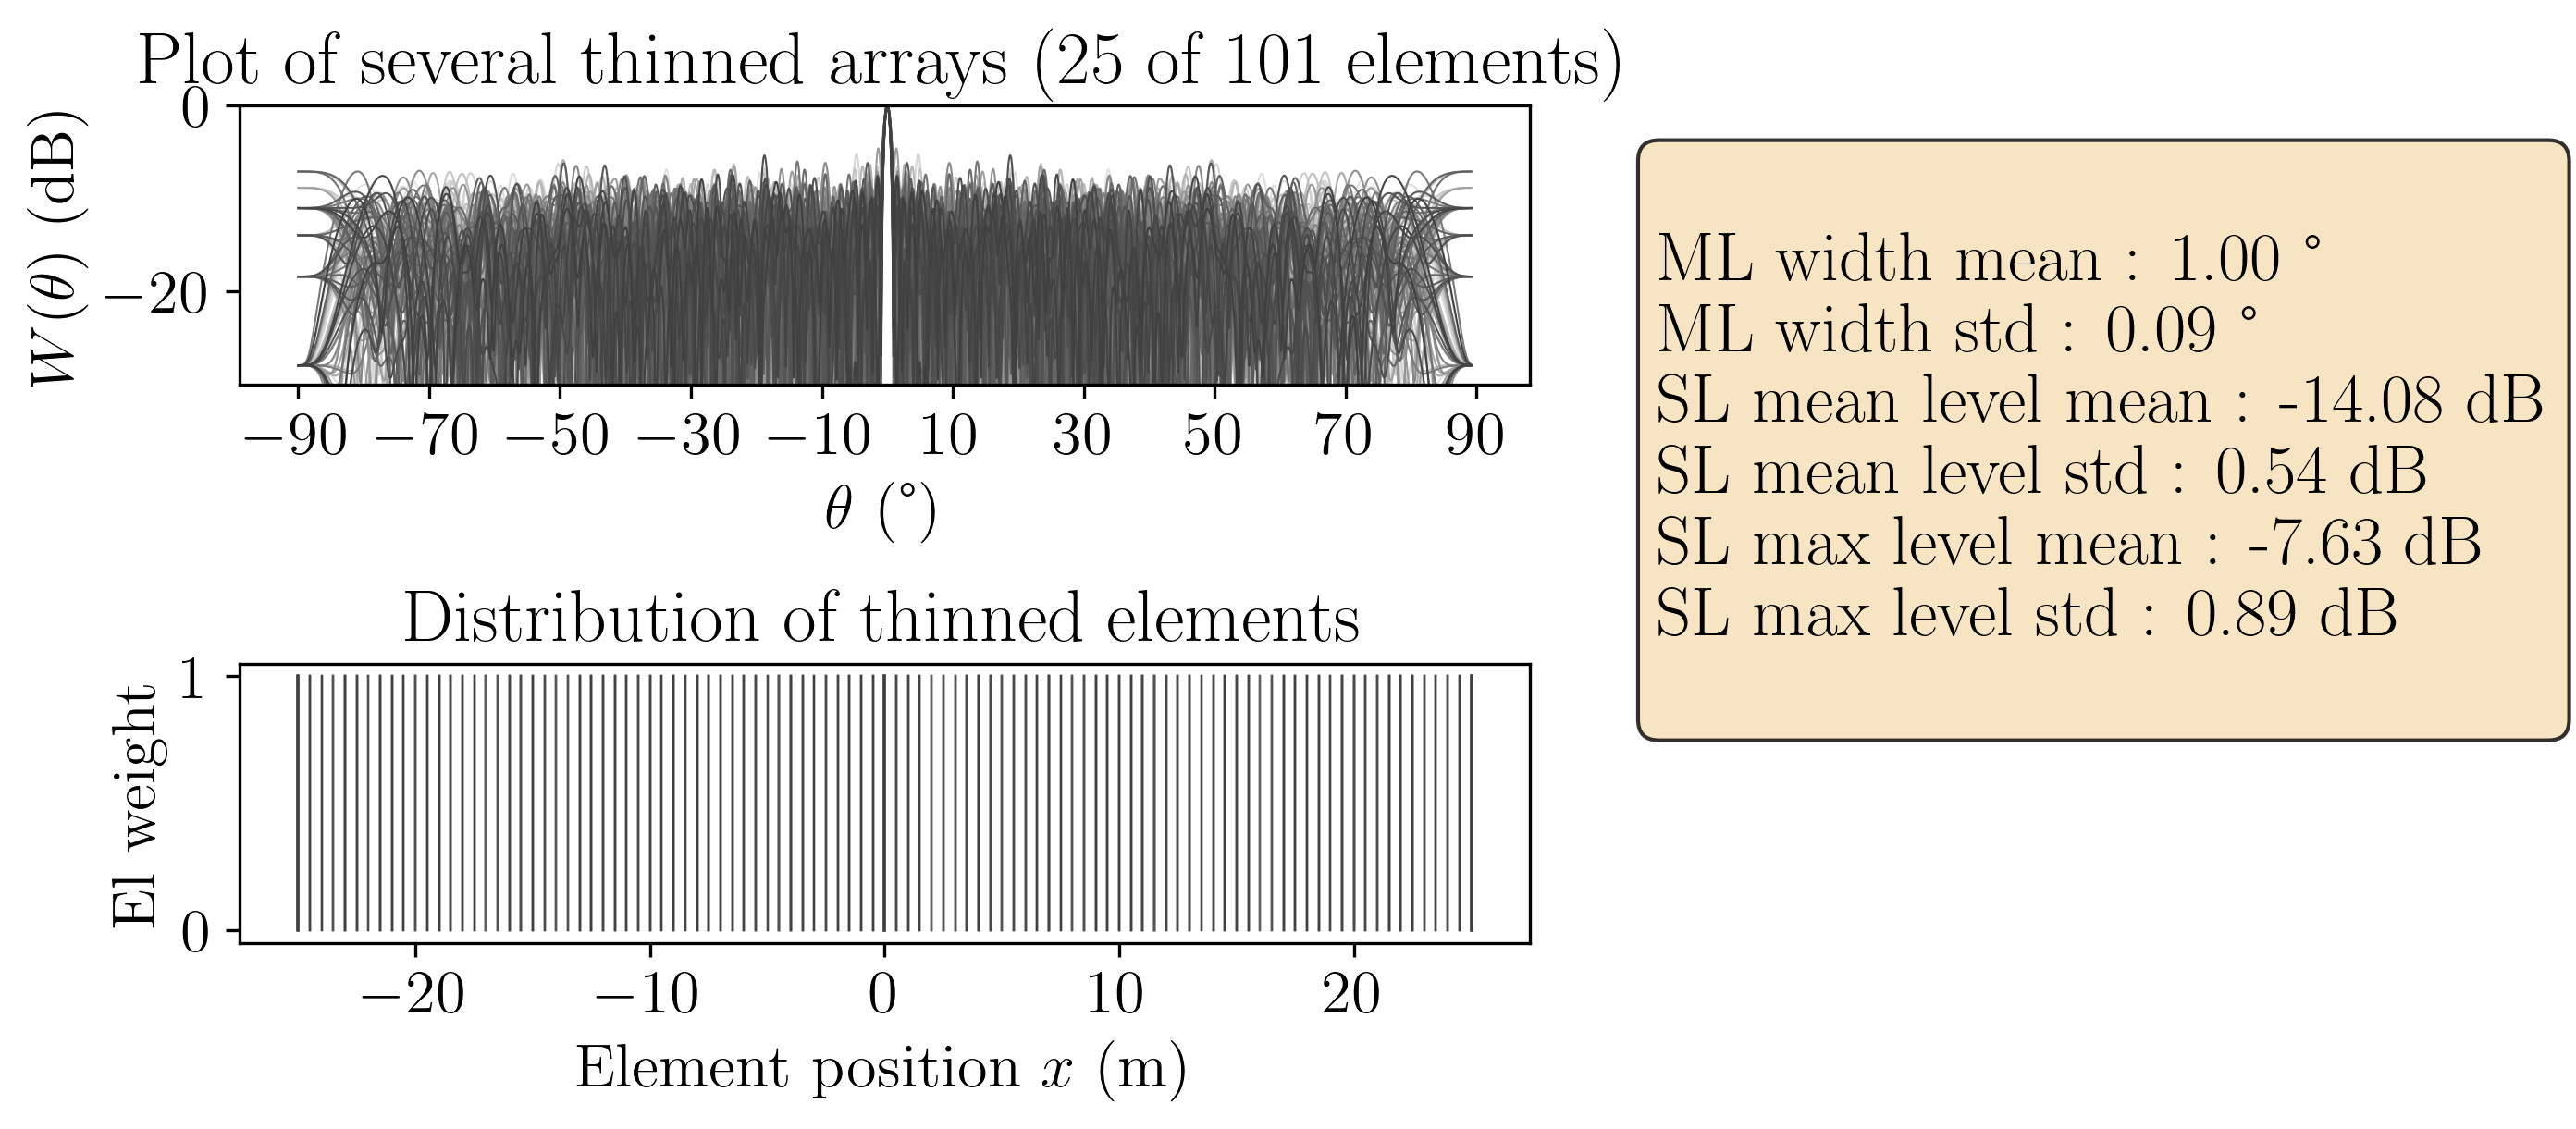 Plot of several thinned arrays (25 of 101 elements)
W(θ) (dB)
0
−20
−90 −70 −50 −30 −10 10 30 50 70 90
θ (°)
Distribution of thinned elements
El weight
1
0
−20 −10 0 10 20
Element position x (m)
ML width mean : 1.00 °
ML width std : 0.09 °
SL mean level mean : -14.08 dB
SL mean level std : 0.54 dB
SL max level mean : -7.63 dB
SL max level std : 0.89 dB